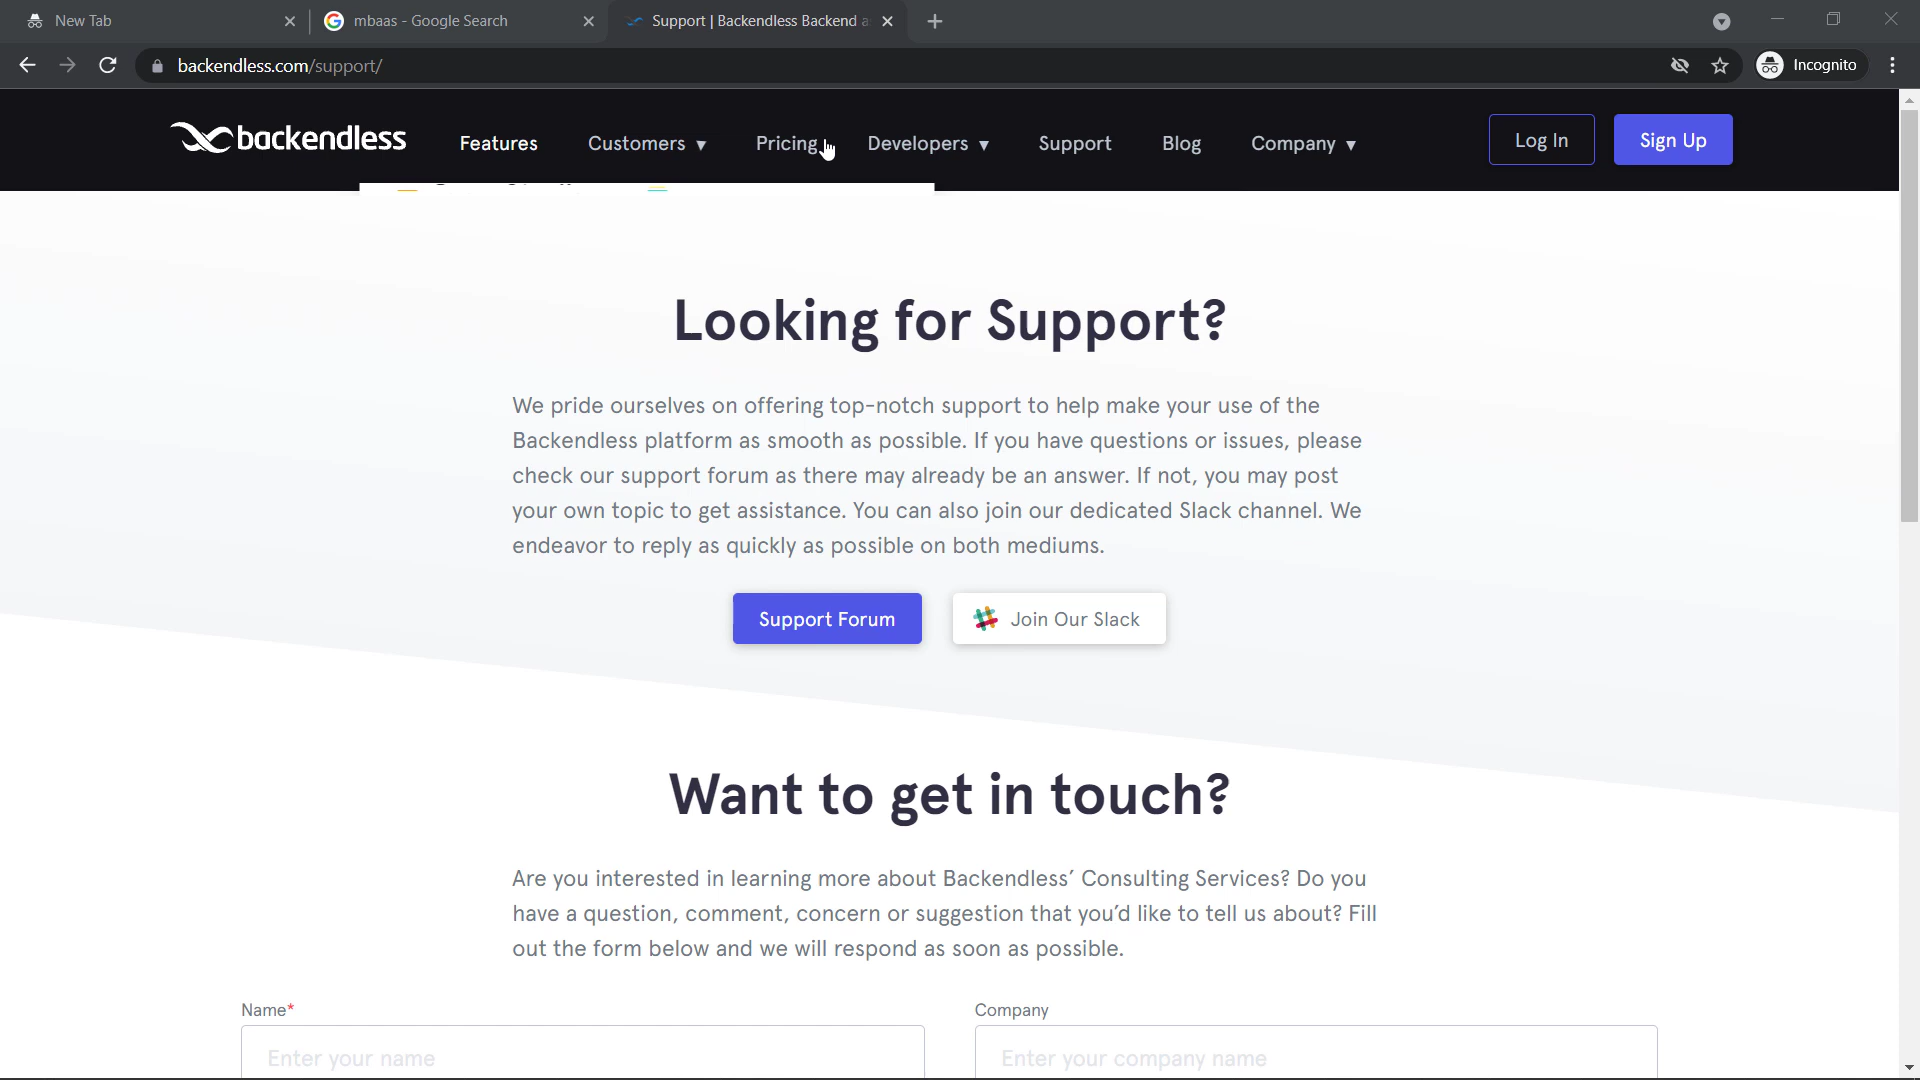 New Tab
mbaas - Google Search
Support | Backendless Backend a
backendless.com/support/
Incognito
backendless
Features
Customers ▾
Pricing
Developers ▾
Support
Blog
Company ▾
Log In
Sign Up
Looking for Support?
We pride ourselves on offering top-notch support to help make your use of the
Backendless platform as smooth as possible. If you have questions or issues, please
check our support forum as there may already be an answer. If not, you may post
your own topic to get assistance. You can also join our dedicated Slack channel. We
endeavor to reply as quickly as possible on both mediums.
Support Forum
Join Our Slack
Want to get in touch?
Are you interested in learning more about Backendless’ Consulting Services? Do you
have a question, comment, concern or suggestion that you’d like to tell us about? Fill
out the form below and we will respond as soon as possible.
Name*
Company
Enter your name
Enter your company name